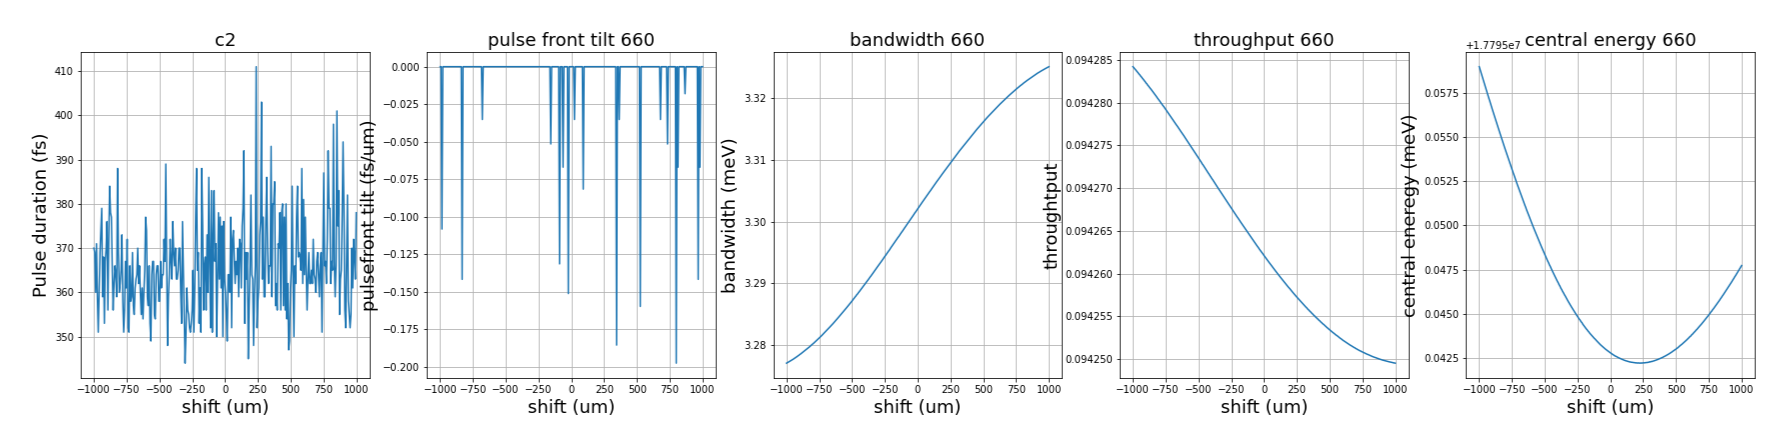 c2
Pulse duration (fs)
410
400
390
380
370
360
350
−1000 −750 −500 −250 0 250 500 750 1000
shift (um)
pulse front tilt 660
pulsefront tilt (fs/um)
0.000
−0.025
−0.050
−0.075
−0.100
−0.125
−0.150
−0.175
−0.200
−1000 −750 −500 −250 0 250 500 750 1000
shift (um)
bandwidth 660
bandwidth (meV)
3.32
3.31
3.30
3.29
3.28
−1000 −750 −500 −250 0 250 500 750 1000
shift (um)
throughput 660
throughtput
0.094285
0.094280
0.094275
0.094270
0.094265
0.094260
0.094255
0.094250
−1000 −750 −500 −250 0 250 500 750 1000
shift (um)
+1.7795e7 central energy 660
central eneregy (meV)
0.0575
0.0550
0.0525
0.0500
0.0475
0.0450
0.0425
−1000 −750 −500 −250 0 250 500 750 1000
shift (um)